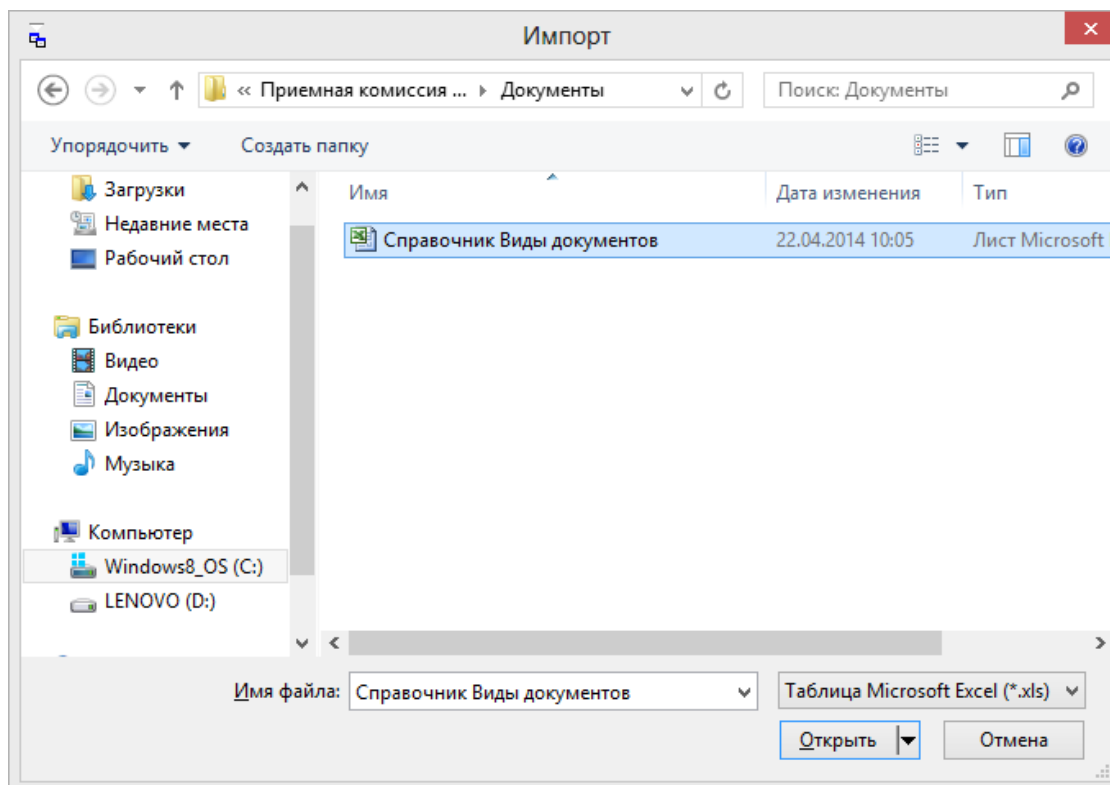 Импорт
« Приемная комиссия ... Документы
Поиск: Документы
Упорядочить
Создать папку
Загрузки
Недавние места
Рабочий стол
Библиотеки
Видео
Документы
Изображения
Музыка
Компьютер
Windows8_OS (C:)
LENOVO (D:)
Имя Дата изменения Тип
Справочник Виды документов 22.04.2014 10:05 Лист Microsoft
Имя файла: Справочник Виды документов Таблица Microsoft Excel (*.xls)
Открыть Отмена